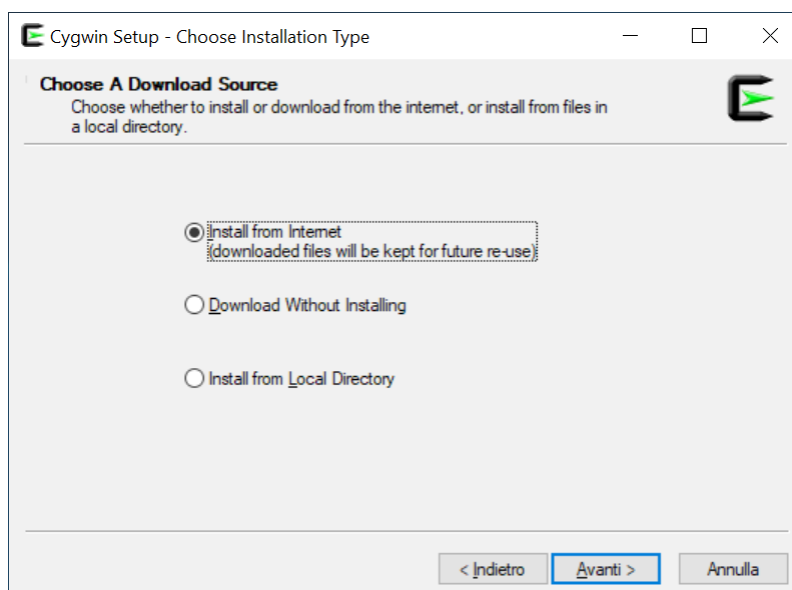 Cygwin Setup - Choose Installation Type
Choose A Download Source
Choose whether to install or download from the internet, or install from files in
a local directory.
Install from Internet
(downloaded files will be kept for future re-use)
Download Without Installing
Install from Local Directory
< Indietro
Avanti >
Annulla